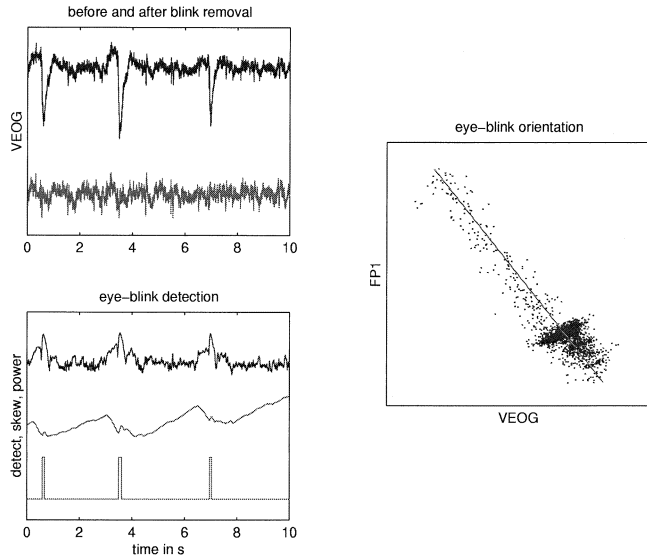 before and after blink removal
VEOG
0 2 4 6 8 10
eye-blink detection
detect, skew, power
0 2 4 6 8 10
time in s
eye-blink orientation
FP1
VEOG